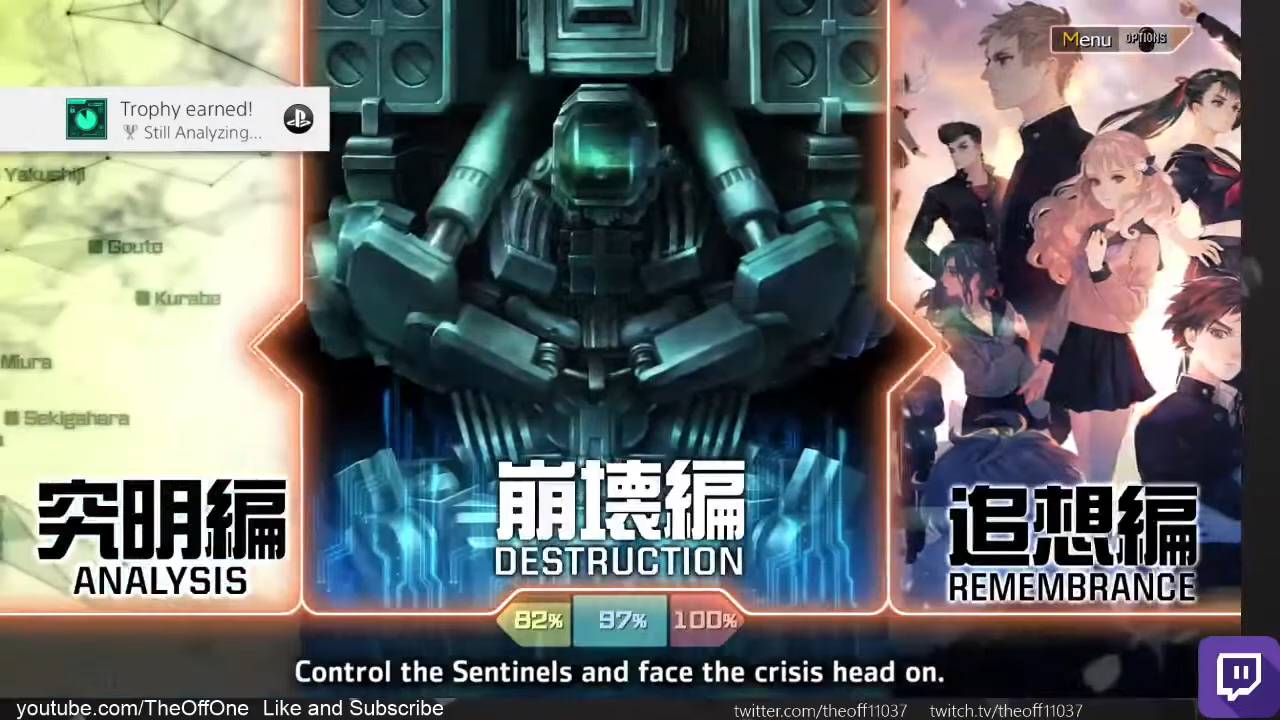 Menu OPTIONS
Trophy earned!
Still Analyzing...
Yakushiji
Gouto
Kurabe
Miura
Sekigahara
究明編
ANALYSIS
崩壊編
DESTRUCTION
追想編
REMEMBRANCE
82% 97% 100%
Control the Sentinels and face the crisis head on.
youtube.com/TheOffOne Like and Subscribe
twitter.com/theoff11037 twitch.tv/theoff11037